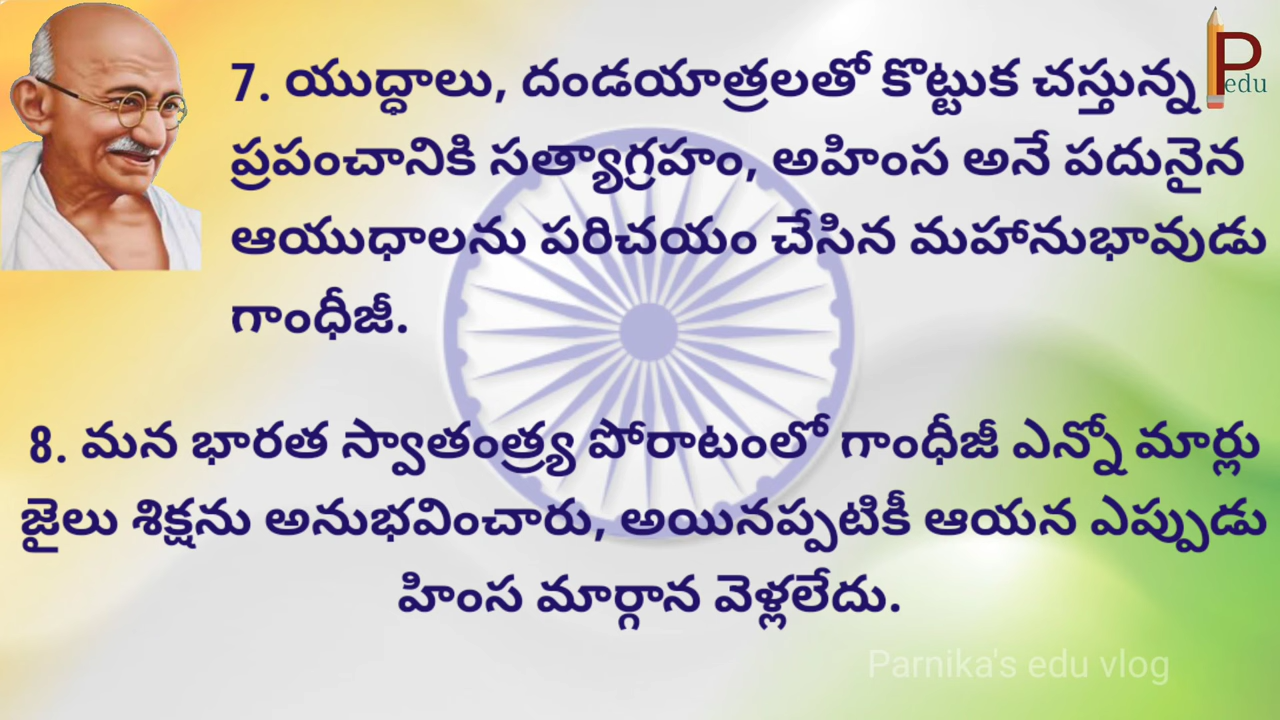 P
edu
7. యుద్ధాలు, దండయాత్రలతో కొట్టుక చస్తున్న
ప్రపంచానికి సత్యాగ్రహం, అహింస అనే పదునైన
ఆయుధాలను పరిచయం చేసిన మహానుభావుడు
గాంధీజీ.
8. మన భారత స్వాతంత్ర్య పోరాటంలో గాంధీజీ ఎన్నో మార్లు
జైలు శిక్షను అనుభవించారు, అయినప్పటికీ ఆయన ఎప్పుడు
హింస మార్గాన వెళ్లలేదు.
Parnika's edu vlog